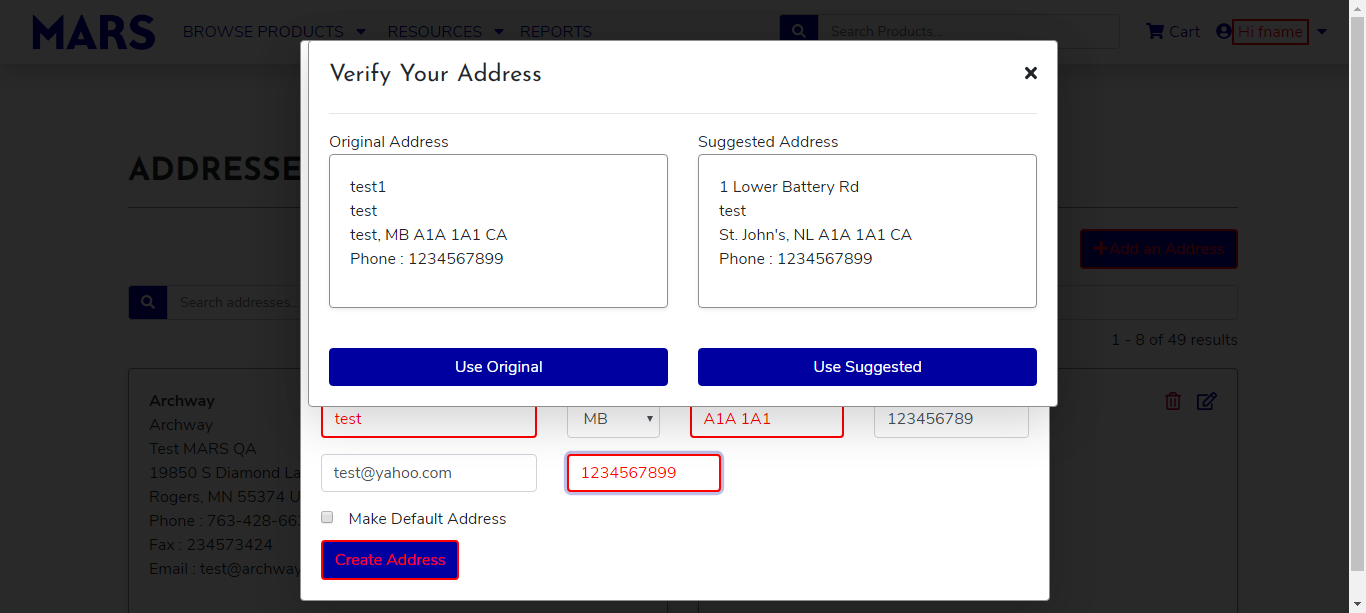 MARS
BROWSE PRODUCTS
RESOURCES
REPORTS
Search Products...
Cart
Hi fname
Verify Your Address
ADDRESSE
Original Address
test1
test
test, MB A1A 1A1 CA
Phone : 1234567899
Suggested Address
1 Lower Battery Rd
test
St. John's, NL A1A 1A1 CA
Phone : 1234567899
Add an Address
Search addresses..
1 - 8 of 49 results
Use Original
Use Suggested
Archway
Archway
Test MARS QA
19850 S Diamond La
Rogers, MN 55374 U
Phone : 763-428-66
Fax : 234573424
Email : test@archway
test
MB
A1A 1A1
123456789
test@yahoo.com
1234567899
Make Default Address
Create Address